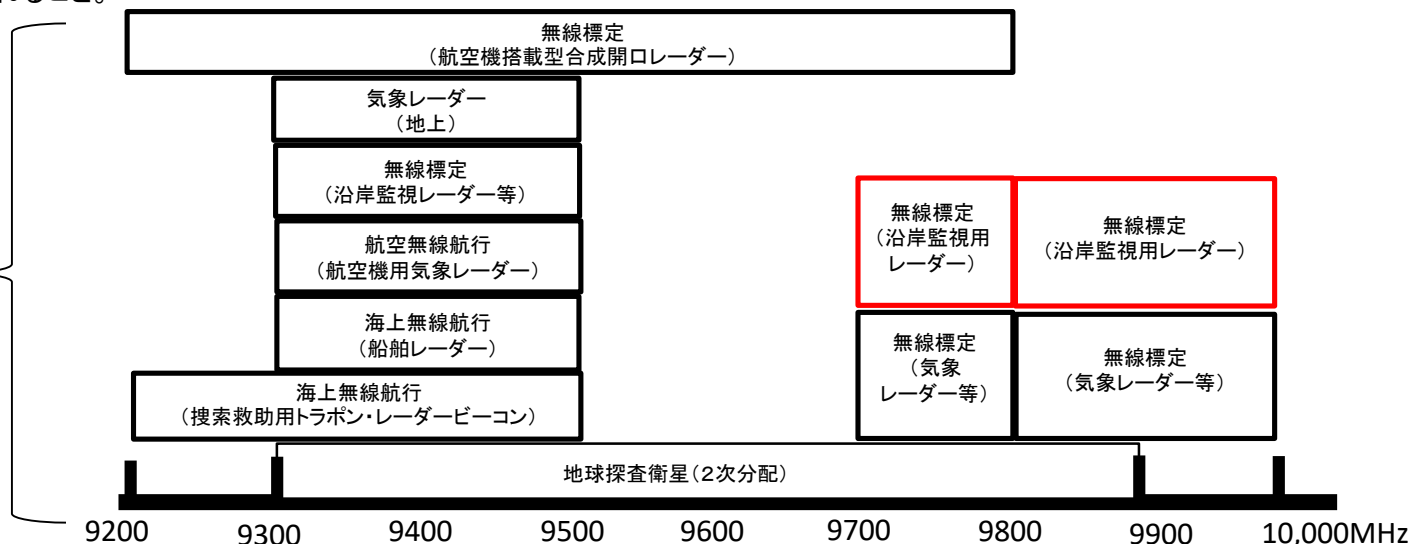 無線標定
（航空機搭載型合成開口レーダー）
気象レーダー
（地上）
無線標定
（沿岸監視レーダー等）
航空無線航行
（航空機用気象レーダー）
海上無線航行
（船舶レーダー）
海上無線航行
（捜索救助用トラポン・レーダービーコン）
無線標定
（沿岸監視用
レーダー）
無線標定
（沿岸監視用レーダー）
無線標定
（気象
レーダー等）
無線標定
（気象レーダー等）
地球探査衛星（２次分配）
9200 9300 9400 9500 9600 9700 9800 9900 10,000MHz